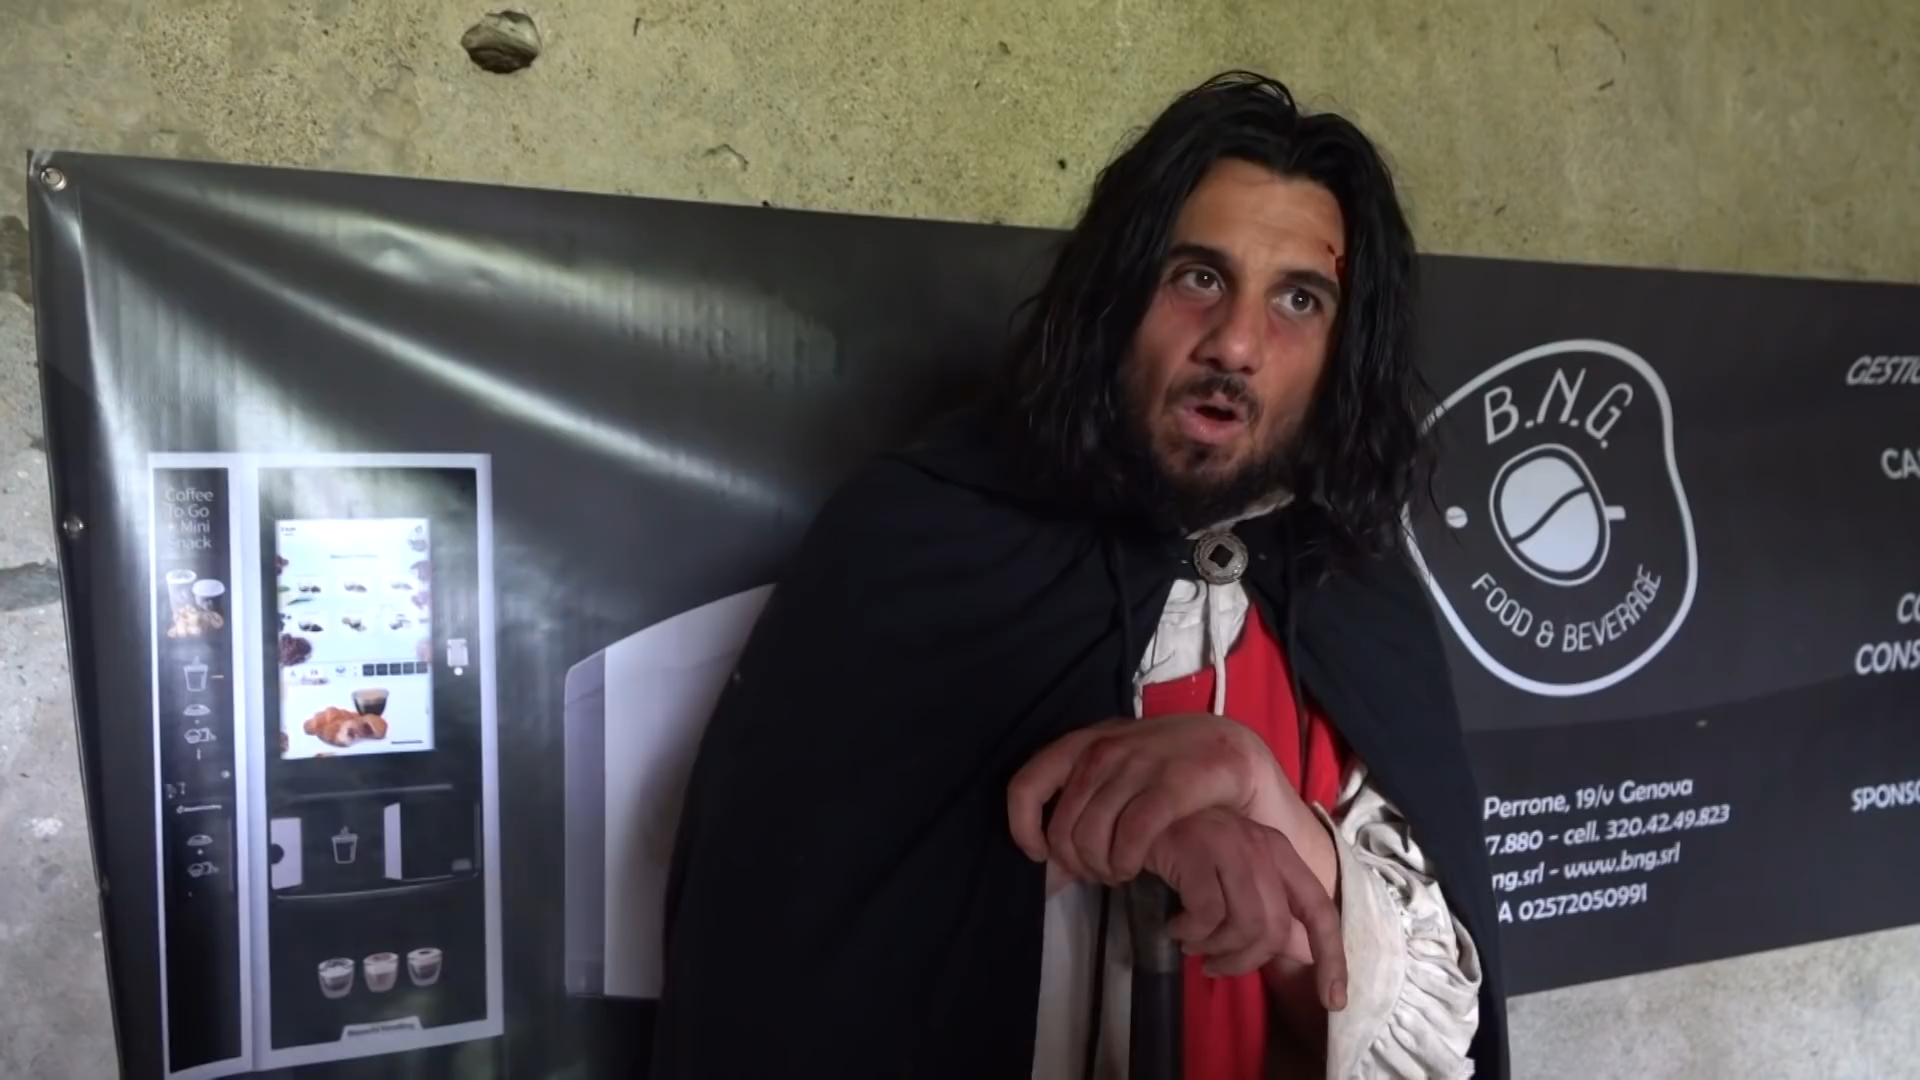 Coffee
To Go
+ Mini
Snack
B.N.G.
FOOD & BEVERAGE
GESTIO
CA
CO
CONS
SPONSO
Perrone, 19/v Genova
7.880 - cell. 320.42.49.823
ng.srl - www.bng.srl
A 02572050991